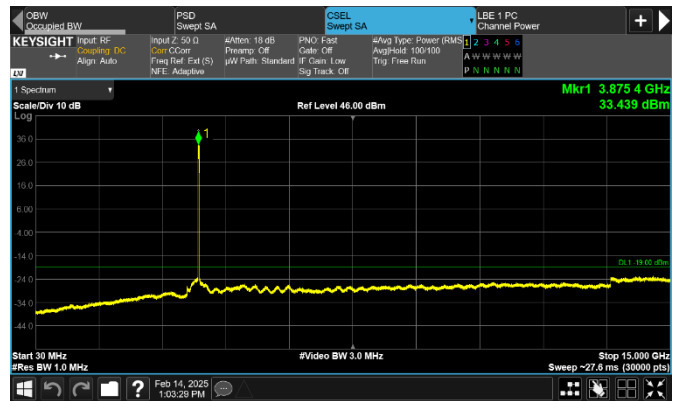 OBW
Occupied BW
PSD
Swept SA
CSEL
Swept SA
LBE 1 PC
Channel Power
+
KEYSIGHT
Input: RF
Coupling: DC
Align: Auto
LXI
Input Z: 50 Ω
Corr CCorr
Freq Ref: Ext (S)
NFE: Adaptive
#Atten: 18 dB
Preamp: Off
µW Path: Standard
PNO: Fast
Gate: Off
IF Gain: Low
Sig Track: Off
#Avg Type: Power (RMS
Avg|Hold: 100/100
Trig: Free Run
1 2 3 4 5 6
A W W W W W
P N N N N N
1 Spectrum
Scale/Div 10 dB
Log
Ref Level 46.00 dBm
Mkr1 3.875 4 GHz
33.439 dBm
1
36.0
26.0
16.0
6.00
-4.00
-14.0
-24.0
-34.0
-44.0
DL1 -19.00 dBm
Start 30 MHz
#Res BW 1.0 MHz
#Video BW 3.0 MHz
Stop 15.000 GHz
Sweep ~27.6 ms (30000 pts)
?
Feb 14, 2025
1:03:29 PM